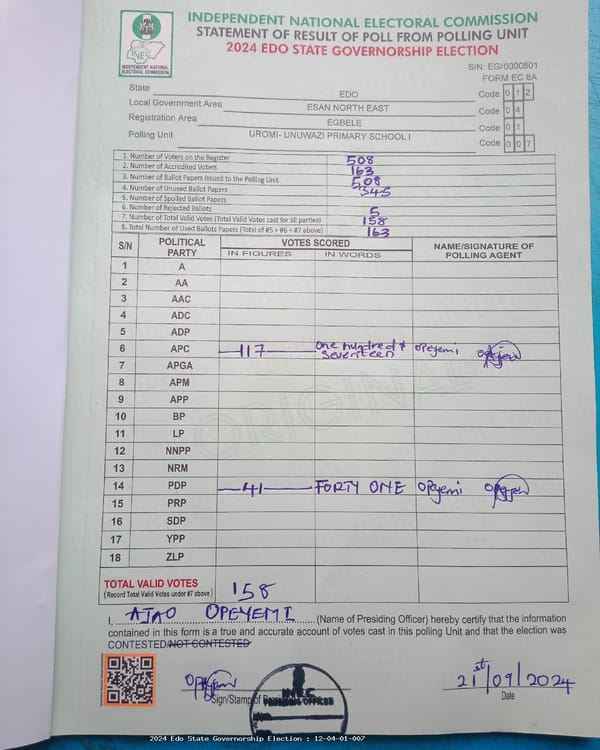 INDEPENDENT NATIONAL ELECTORAL COMMISSION
STATEMENT OF RESULT OF POLL FROM POLLING UNIT
2024 EDO STATE GOVERNORSHIP ELECTION
INEC
INDEPENDENT NATIONAL
ELECTORAL COMMISSION
S/N: EG/0000601
FORM EC 8A
State EDO Code 0 1 2
Local Government Area ESAN NORTH EAST Code 0 4
Registration Area EGBELE Code 0 1
Polling Unit UROMI- UNUWAZI PRIMARY SCHOOL I Code 0 0 7
1. Number of Voters on the Register 508
2. Number of Accredited Voters 163
3. Number of Ballot Papers Issued to the Polling Unit 508
4. Number of Unused Ballot Papers 345
5. Number of Spoiled Ballot Papers
6. Number of Rejected Ballots 5
7. Number of Total Valid Votes (Total Valid Votes cast for all parties) 158
8. Total Number of Used Ballots Papers (Total of #5 + #6 + #7 above) 163
S/N POLITICAL PARTY VOTES SCORED NAME/SIGNATURE OF POLLING AGENT
IN FIGURES IN WORDS
1 A
2 AA
3 AAC
4 ADC
5 ADP
6 APC 117 One hundred & seventeen opeyemi
7 APGA
8 APM
9 APP
10 BP
11 LP
12 NNPP
13 NRM
14 PDP 41 FORTY ONE Opeyemi
15 PRP
16 SDP
17 YPP
18 ZLP
ORIGINAL
TOTAL VALID VOTES 158
(Record Total Valid Votes under #7 above)
I, AJAO OPEYEMI (Name of Presiding Officer) hereby certify that the information
contained in this form is a true and accurate account of votes cast in this polling Unit and that the election was
CONTESTED/NOT CONTESTED
Sign/Stamp of
INEC
PRESIDING OFFICER
21st/09/2024
Date
2024 Edo State Governorship Election : 12-04-01-007